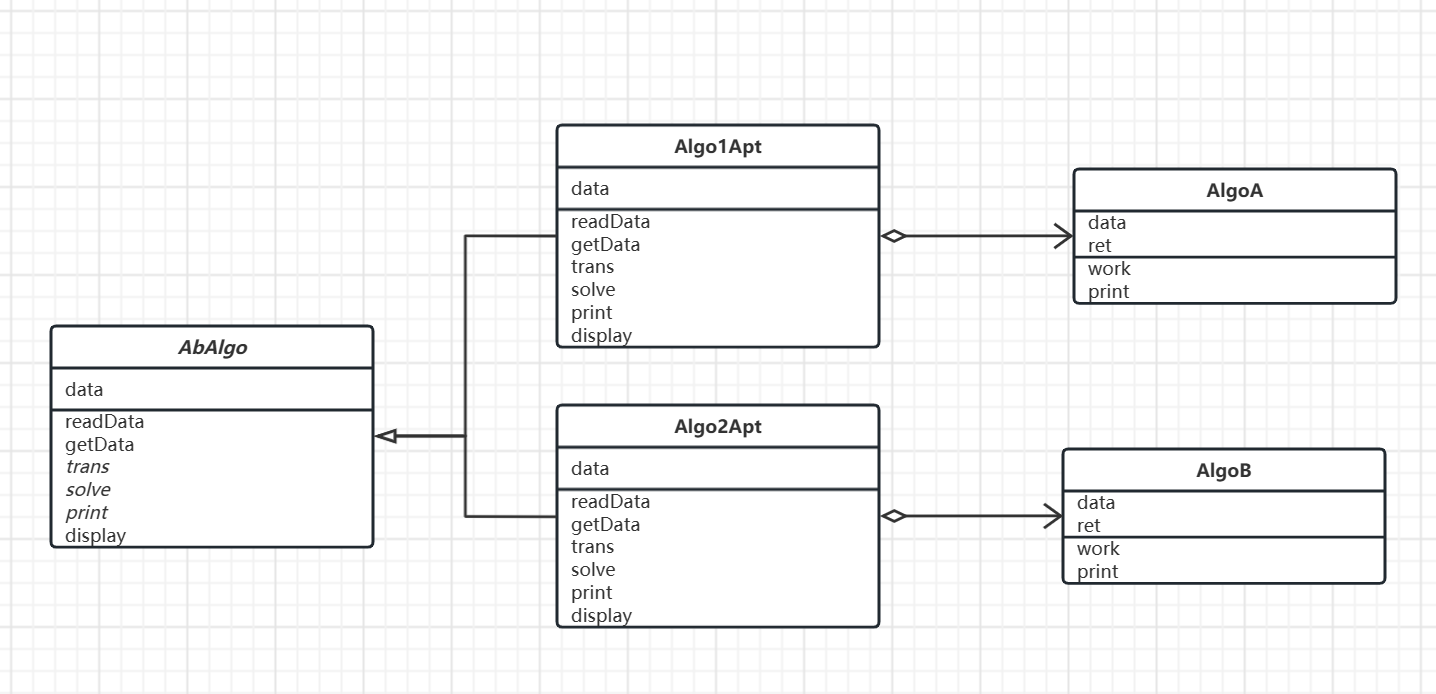 AbAlgo
data
readData
getData
trans
solve
print
display
Algo1Apt
data
readData
getData
trans
solve
print
display
Algo2Apt
data
readData
getData
trans
solve
print
display
AlgoA
data
ret
work
print
AlgoB
data
ret
work
print